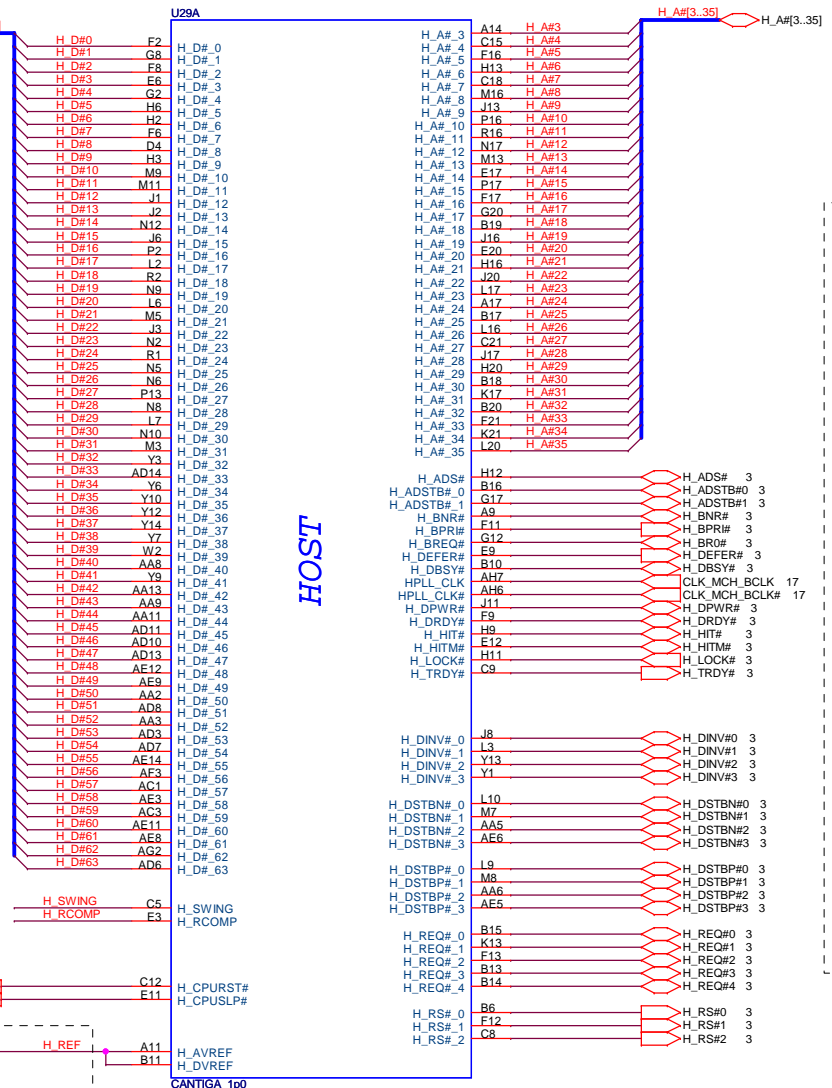 U29A
H_D#0 F2 H_D#_0
H_D#1 G8 H_D#_1
H_D#2 F8 H_D#_2
H_D#3 E6 H_D#_3
H_D#4 G2 H_D#_4
H_D#5 H6 H_D#_5
H_D#6 H2 H_D#_6
H_D#7 F6 H_D#_7
H_D#8 D4 H_D#_8
H_D#9 H3 H_D#_9
H_D#10 M9 H_D#_10
H_D#11 M11 H_D#_11
H_D#12 J1 H_D#_12
H_D#13 J2 H_D#_13
H_D#14 N12 H_D#_14
H_D#15 J6 H_D#_15
H_D#16 P2 H_D#_16
H_D#17 L2 H_D#_17
H_D#18 R2 H_D#_18
H_D#19 N9 H_D#_19
H_D#20 L6 H_D#_20
H_D#21 M5 H_D#_21
H_D#22 J3 H_D#_22
H_D#23 N2 H_D#_23
H_D#24 R1 H_D#_24
H_D#25 N5 H_D#_25
H_D#26 N6 H_D#_26
H_D#27 P13 H_D#_27
H_D#28 N8 H_D#_28
H_D#29 L7 H_D#_29
H_D#30 N10 H_D#_30
H_D#31 M3 H_D#_31
H_D#32 Y3 H_D#_32
H_D#33 AD14 H_D#_33
H_D#34 Y6 H_D#_34
H_D#35 Y10 H_D#_35
H_D#36 Y12 H_D#_36
H_D#37 Y14 H_D#_37
H_D#38 Y7 H_D#_38
H_D#39 W2 H_D#_39
H_D#40 AA8 H_D#_40
H_D#41 Y9 H_D#_41
H_D#42 AA13 H_D#_42
H_D#43 AA9 H_D#_43
H_D#44 AA11 H_D#_44
H_D#45 AD11 H_D#_45
H_D#46 AD10 H_D#_46
H_D#47 AD13 H_D#_47
H_D#48 AE12 H_D#_48
H_D#49 AE9 H_D#_49
H_D#50 AA2 H_D#_50
H_D#51 AD8 H_D#_51
H_D#52 AA3 H_D#_52
H_D#53 AD3 H_D#_53
H_D#54 AD7 H_D#_54
H_D#55 AE14 H_D#_55
H_D#56 AF3 H_D#_56
H_D#57 AC1 H_D#_57
H_D#58 AE3 H_D#_58
H_D#59 AC3 H_D#_59
H_D#60 AE11 H_D#_60
H_D#61 AE8 H_D#_61
H_D#62 AG2 H_D#_62
H_D#63 AD6 H_D#_63
H_SWING C5 H_SWING
H_RCOMP E3 H_RCOMP
C12 H_CPURST#
E11 H_CPUSLP#
H_REF A11 H_AVREF
B11 H_DVREF
HOST
H_A#[3..35] H_A#[3..35]
H_A#_3 A14 H_A#3
H_A#_4 C15 H_A#4
H_A#_5 F16 H_A#5
H_A#_6 H13 H_A#6
H_A#_7 C18 H_A#7
H_A#_8 M16 H_A#8
H_A#_9 J13 H_A#9
H_A#_10 P16 H_A#10
H_A#_11 R16 H_A#11
H_A#_12 N17 H_A#12
H_A#_13 M13 H_A#13
H_A#_14 E17 H_A#14
H_A#_15 P17 H_A#15
H_A#_16 F17 H_A#16
H_A#_17 G20 H_A#17
H_A#_18 B19 H_A#18
H_A#_19 J16 H_A#19
H_A#_20 E20 H_A#20
H_A#_21 H16 H_A#21
H_A#_22 J20 H_A#22
H_A#_23 L17 H_A#23
H_A#_24 A17 H_A#24
H_A#_25 B17 H_A#25
H_A#_26 L16 H_A#26
H_A#_27 C21 H_A#27
H_A#_28 J17 H_A#28
H_A#_29 H20 H_A#29
H_A#_30 B18 H_A#30
H_A#_31 K17 H_A#31
H_A#_32 B20 H_A#32
H_A#_33 F21 H_A#33
H_A#_34 K21 H_A#34
H_A#_35 L20 H_A#35
H_ADS# H12 H_ADS# 3
H_ADSTB#_0 B16 H_ADSTB#0 3
H_ADSTB#_1 G17 H_ADSTB#1 3
H_BNR# A9 H_BNR# 3
H_BPRI# F11 H_BPRI# 3
H_BREQ# G12 H_BR0# 3
H_DEFER# E9 H_DEFER# 3
H_DBSY# B10 H_DBSY# 3
HPLL_CLK AH7 CLK_MCH_BCLK 17
HPLL_CLK# AH6 CLK_MCH_BCLK# 17
H_DPWR# J11 H_DPWR# 3
H_DRDY# F9 H_DRDY# 3
H_HIT# H9 H_HIT# 3
H_HITM# E12 H_HITM# 3
H_LOCK# H11 H_LOCK# 3
H_TRDY# C9 H_TRDY# 3
H_DINV#_0 J8 H_DINV#0 3
H_DINV#_1 L3 H_DINV#1 3
H_DINV#_2 Y13 H_DINV#2 3
H_DINV#_3 Y1 H_DINV#3 3
H_DSTBN#_0 L10 H_DSTBN#0 3
H_DSTBN#_1 M7 H_DSTBN#1 3
H_DSTBN#_2 AA5 H_DSTBN#2 3
H_DSTBN#_3 AE6 H_DSTBN#3 3
H_DSTBP#_0 L9 H_DSTBP#0 3
H_DSTBP#_1 M8 H_DSTBP#1 3
H_DSTBP#_2 AA6 H_DSTBP#2 3
H_DSTBP#_3 AE5 H_DSTBP#3 3
H_REQ#_0 B15 H_REQ#0 3
H_REQ#_1 K13 H_REQ#1 3
H_REQ#_2 F13 H_REQ#2 3
H_REQ#_3 B13 H_REQ#3 3
H_REQ#_4 B14 H_REQ#4 3
H_RS#_0 B6 H_RS#0 3
H_RS#_1 F12 H_RS#1 3
H_RS#_2 C8 H_RS#2 3
CANTIGA_1p0